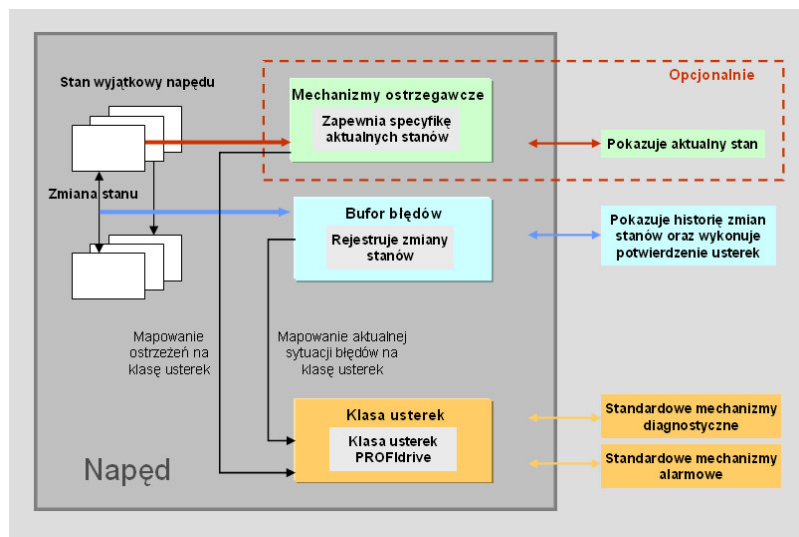 Opcjonalnie
Stan wyjątkowy napędu
Mechanizmy ostrzegawcze
Zapewnia specyfikę
aktualnych stanów
Pokazuje aktualny stan
Zmiana stanu
Bufor błędów
Rejestruje zmiany
stanów
Pokazuje historię zmian
stanów oraz wykonuje
potwierdzenie usterek
Mapowanie
ostrzeżeń na
klasę usterek
Mapowanie aktualnej
sytuacji błędów na
klasę usterek
Klasa usterek
Klasa usterek
PROFIdrive
Standardowe mechanizmy
diagnostyczne
Standardowe mechanizmy
alarmowe
Napęd